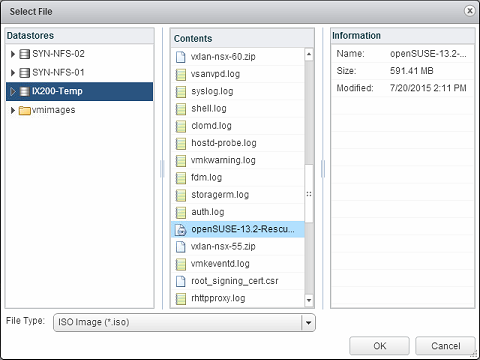 Select File
Datastores
SYN-NFS-02
SYN-NFS-01
IX200-Temp
vmimages
Contents
vxlan-nsx-60.zip
vsanvpd.log
syslog.log
shell.log
clomd.log
hostd-probe.log
vmkwarning.log
fdm.log
storagerm.log
auth.log
openSUSE-13.2-Rescu...
vxlan-nsx-55.zip
vmkeventd.log
root_signing_cert.csr
rhttpproxy.log
Information
Name: openSUSE-13.2-...
Size: 591.41 MB
Modified: 7/20/2015 2:11 PM
File Type: ISO Image (*.iso)
OK Cancel